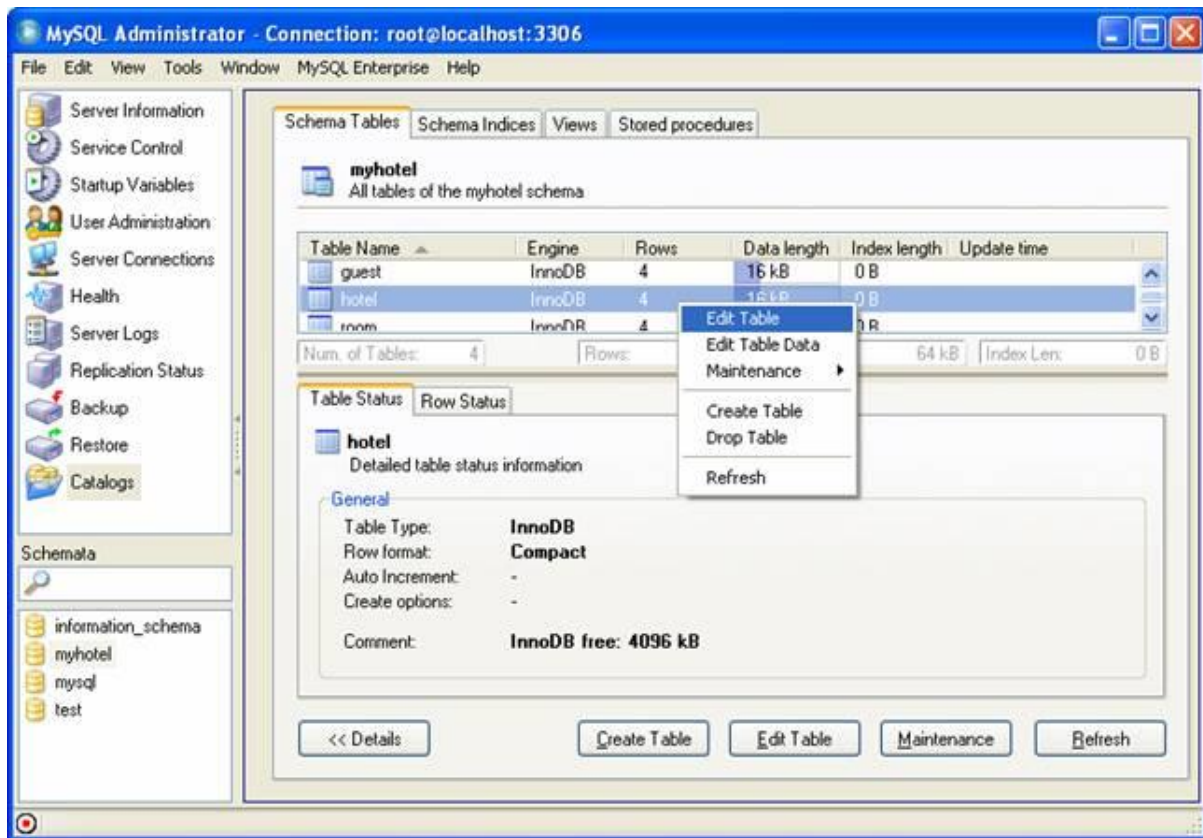 MySQL Administrator - Connection: root@localhost:3306
File Edit View Tools Window MySQL Enterprise Help
Server Information
Service Control
Startup Variables
User Administration
Server Connections
Health
Server Logs
Replication Status
Backup
Restore
Catalogs
Schemata
information_schema
myhotel
mysql
test
Schema Tables Schema Indices Views Stored procedures
myhotel
All tables of the myhotel schema
Table Name Engine Rows Data length Index length Update time
guest InnoDB 4 16 kB 0 B
hotel InnoDB 4 16 kB 0 B
room InnoDB 4 0 B
Num. of Tables: 4 Rows: 64 kB Index Len: 0 B
Edit Table
Edit Table Data
Maintenance
Create Table
Drop Table
Refresh
Table Status Row Status
hotel
Detailed table status information
General
Table Type: InnoDB
Row format: Compact
Auto Increment: -
Create options: -
Comment: InnoDB free: 4096 kB
<< Details Create Table Edit Table Maintenance Refresh